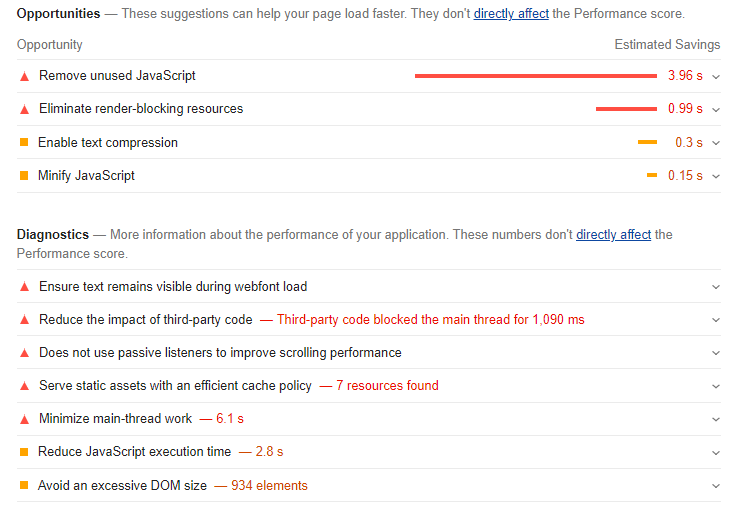 Opportunities — These suggestions can help your page load faster. They don't directly affect the Performance score.
Opportunity Estimated Savings
Remove unused JavaScript 3.96 s
Eliminate render-blocking resources 0.99 s
Enable text compression 0.3 s
Minify JavaScript 0.15 s
Diagnostics — More information about the performance of your application. These numbers don't directly affect the
Performance score.
Ensure text remains visible during webfont load
Reduce the impact of third-party code — Third-party code blocked the main thread for 1,090 ms
Does not use passive listeners to improve scrolling performance
Serve static assets with an efficient cache policy — 7 resources found
Minimize main-thread work — 6.1 s
Reduce JavaScript execution time — 2.8 s
Avoid an excessive DOM size — 934 elements